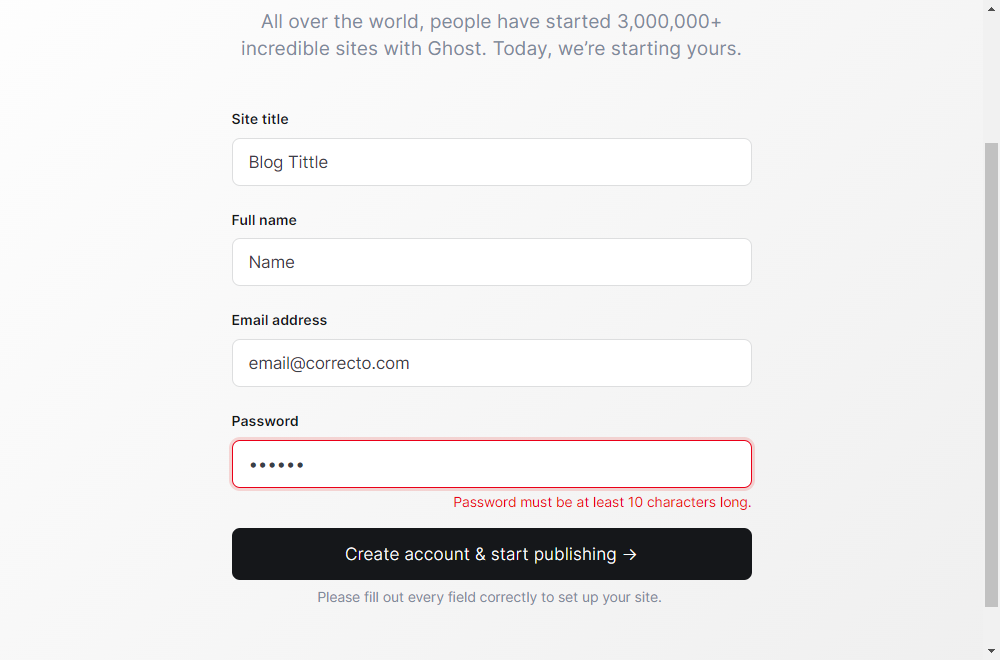 All over the world, people have started 3,000,000+
incredible sites with Ghost. Today, we’re starting yours.
Site title
Blog Tittle
Full name
Name
Email address
email@correcto.com
Password
••••••
Password must be at least 10 characters long.
Create account & start publishing →
Please fill out every field correctly to set up your site.